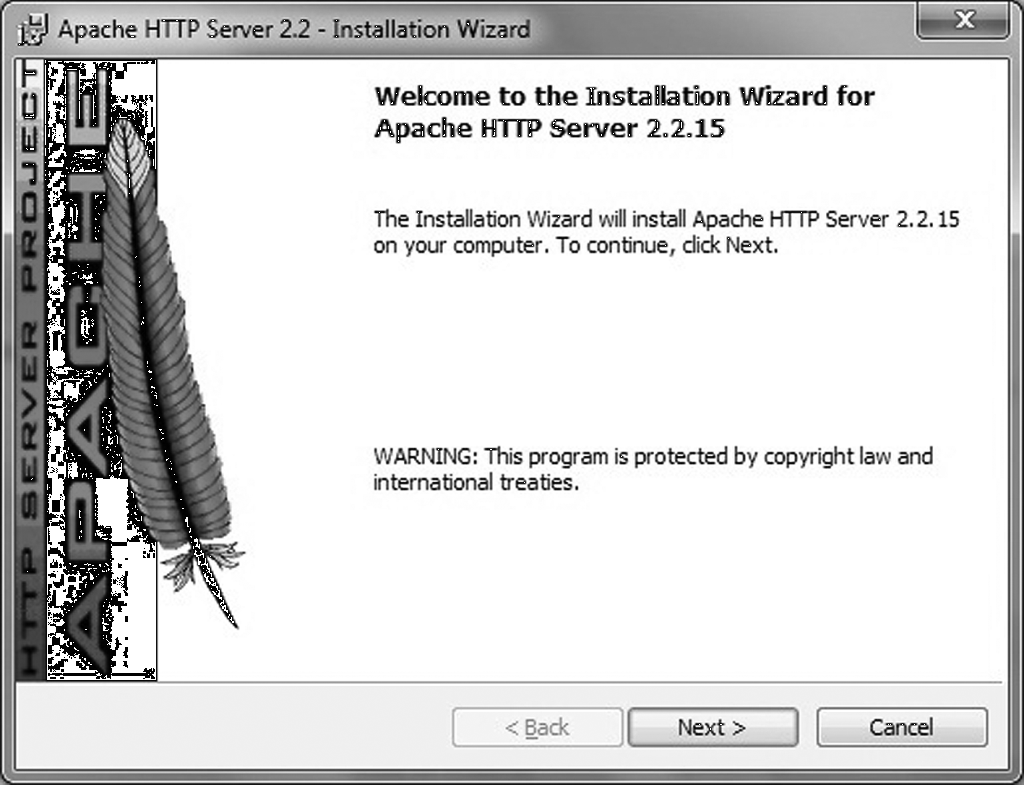 Apache HTTP Server 2.2 - Installation Wizard
HTTP SERVER PROJECT
APACHE
Welcome to the Installation Wizard for
Apache HTTP Server 2.2.15
The Installation Wizard will install Apache HTTP Server 2.2.15
on your computer. To continue, click Next.
WARNING: This program is protected by copyright law and
international treaties.
< Back
Next >
Cancel